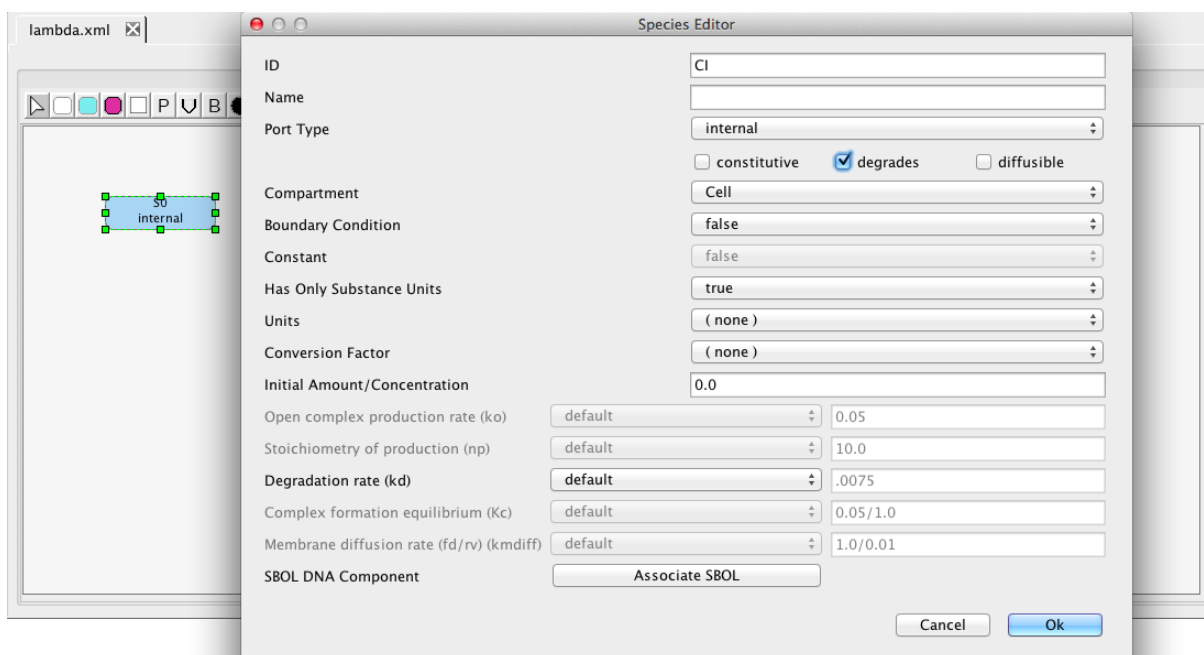 lambda.xml
Species Editor
P V B
S0
internal
ID CI
Name
Port Type internal
constitutive degrades diffusible
Compartment Cell
Boundary Condition false
Constant false
Has Only Substance Units true
Units ( none )
Conversion Factor ( none )
Initial Amount/Concentration 0.0
Open complex production rate (ko) default 0.05
Stoichiometry of production (np) default 10.0
Degradation rate (kd) default .0075
Complex formation equilibrium (Kc) default 0.05/1.0
Membrane diffusion rate (fd/rv) (kmdiff) default 1.0/0.01
SBOL DNA Component Associate SBOL
Cancel Ok